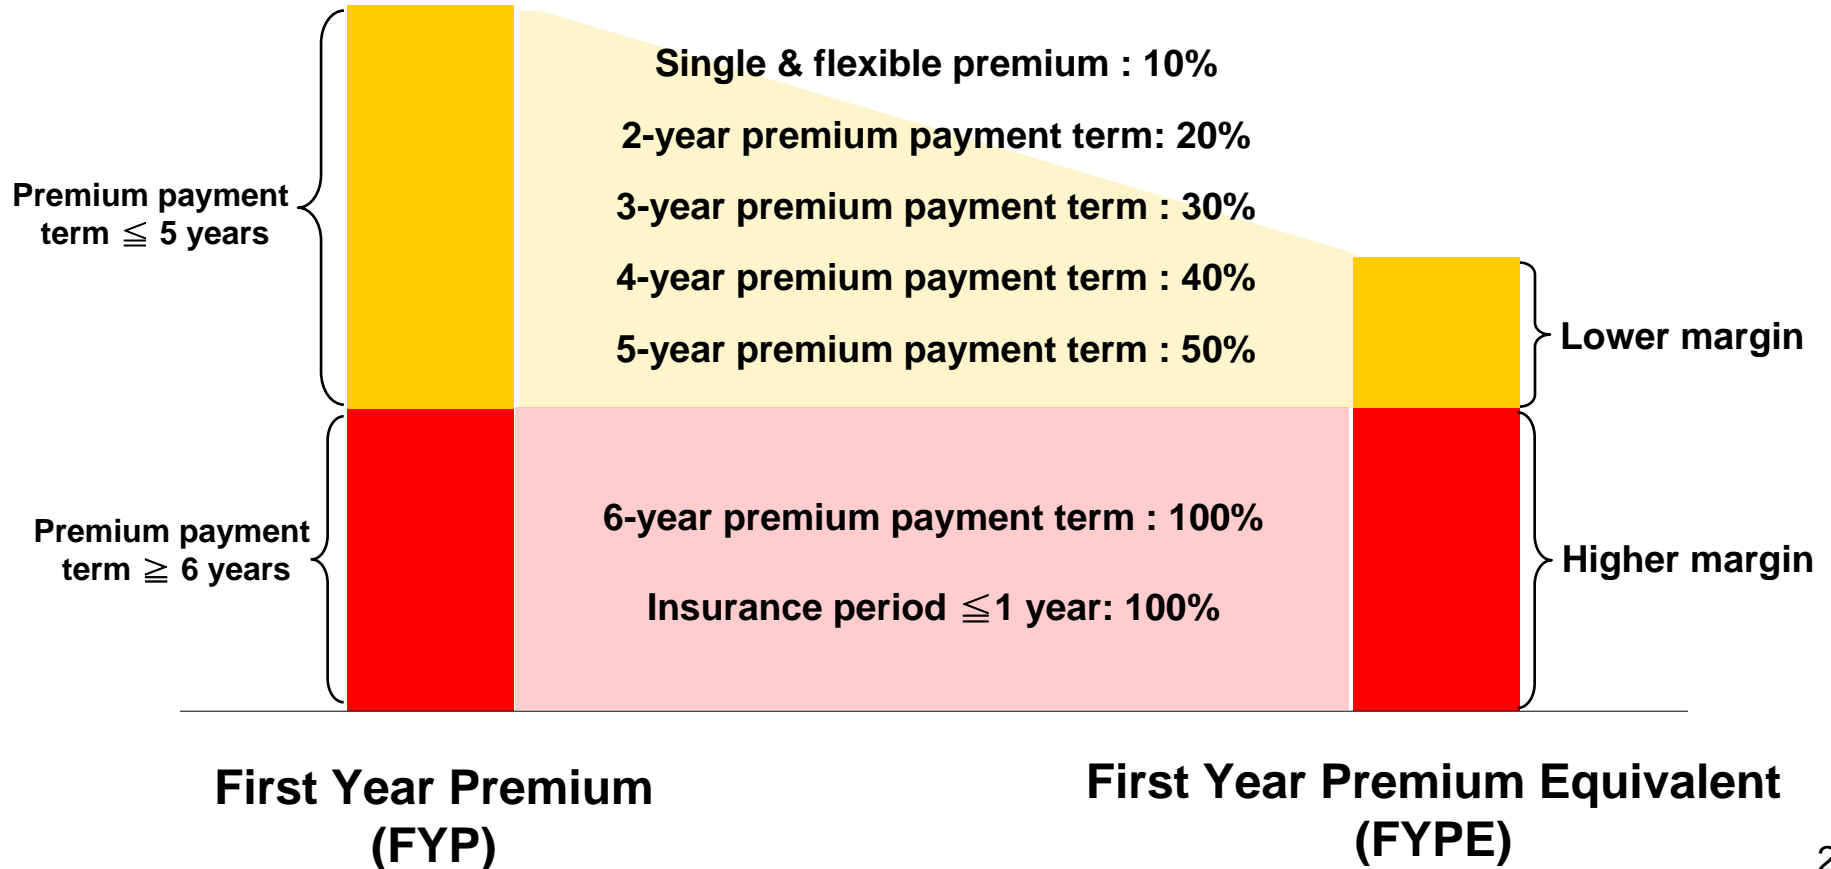 Single & flexible premium : 10%
2-year premium payment term: 20%
Premium payment
term ≦ 5 years
3-year premium payment term : 30%
4-year premium payment term : 40%
5-year premium payment term : 50%
Lower margin
Premium payment
term ≧ 6 years
6-year premium payment term : 100%
Insurance period ≦1 year: 100%
Higher margin
First Year Premium
(FYP)
First Year Premium Equivalent
(FYPE)
2